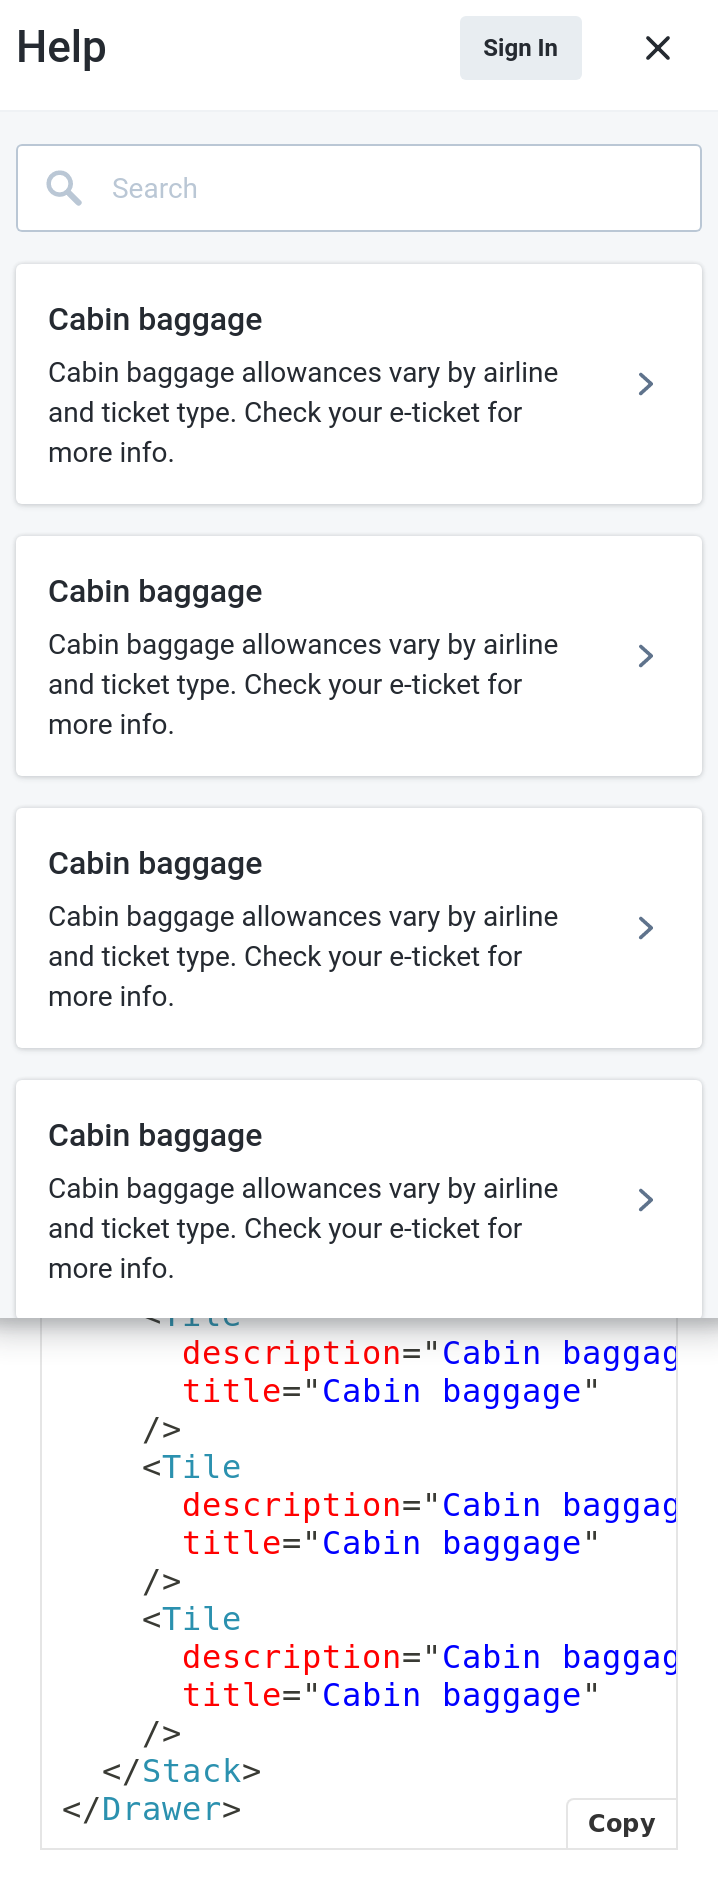 Help
Sign In
Search
Cabin baggage
Cabin baggage allowances vary by airline
and ticket type. Check your e-ticket for
more info.
Cabin baggage
Cabin baggage allowances vary by airline
and ticket type. Check your e-ticket for
more info.
Cabin baggage
Cabin baggage allowances vary by airline
and ticket type. Check your e-ticket for
more info.
Cabin baggage
Cabin baggage allowances vary by airline
and ticket type. Check your e-ticket for
more info.
<Tile
description="Cabin baggag
title="Cabin baggage"
/>
<Tile
description="Cabin baggag
title="Cabin baggage"
/>
<Tile
description="Cabin baggag
title="Cabin baggage"
/>
</Stack>
</Drawer>
Copy